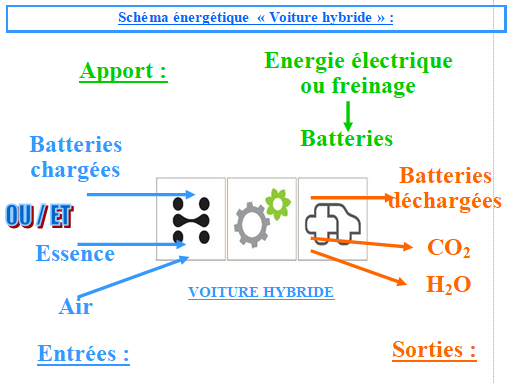 Schéma énergétique « Voiture hybride » :
Apport :
Energie électrique
ou freinage
Batteries
Batteries
chargées
OU / ET
Essence
Air
Entrées :
VOITURE HYBRIDE
Batteries
déchargées
CO₂
H₂O
Sorties :